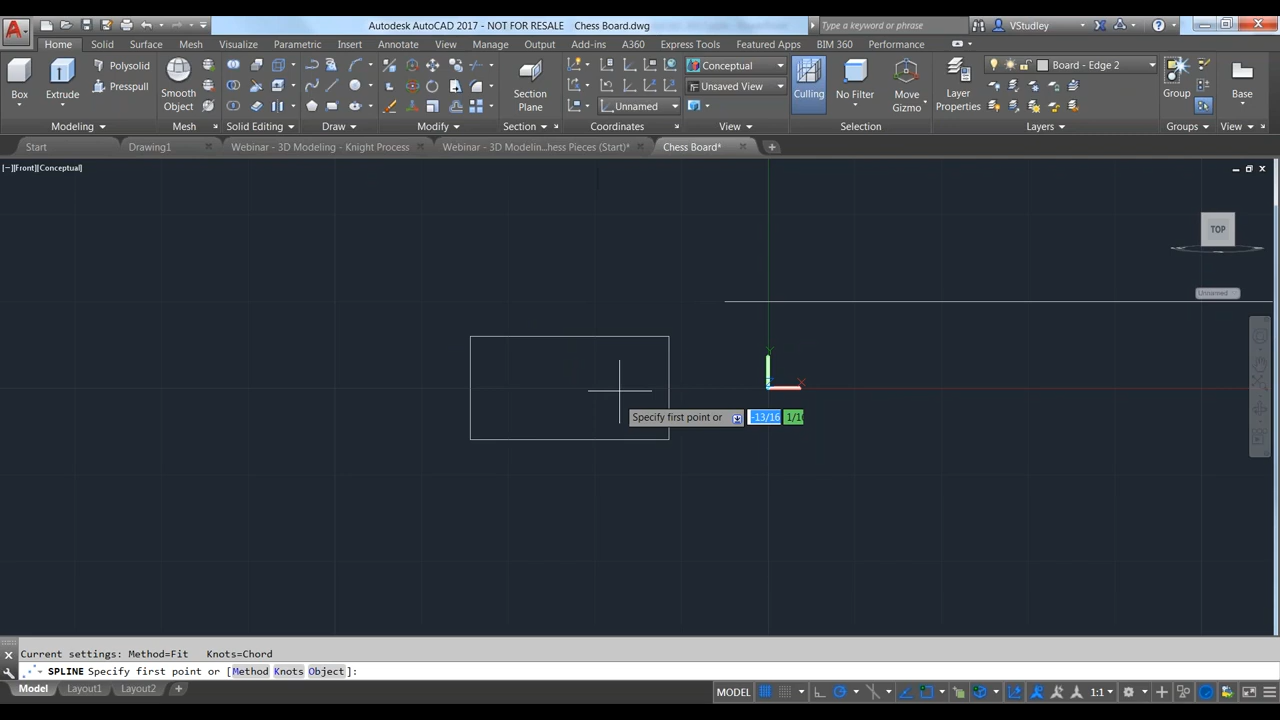 Autodesk AutoCAD 2017 - NOT FOR RESALE Chess Board.dwg
Type a keyword or phrase
VStudley
Home Solid Surface Mesh Visualize Parametric Insert Annotate View Manage Output Add-ins A360 Express Tools Featured Apps BIM 360 Performance
Box Extrude Polysolid Presspull Smooth Object Section Plane Unnamed Conceptual Unsaved View Culling No Filter Move Gizmo Layer Properties Board - Edge 2 Group Base
Modeling Mesh Solid Editing Draw Modify Section Coordinates View Selection Layers Groups View
Start Drawing1 Webinar - 3D Modeling - Knight Process Webinar - 3D Modelin...hess Pieces (Start)* Chess Board*
[−][Front][Conceptual]
TOP
Unnamed
Y
X
Specify first point or -13/16
Current settings: Method=Fit Knots=Chord
SPLINE Specify first point or [Method Knots Object]:
Model Layout1 Layout2 +
MODEL 1:1